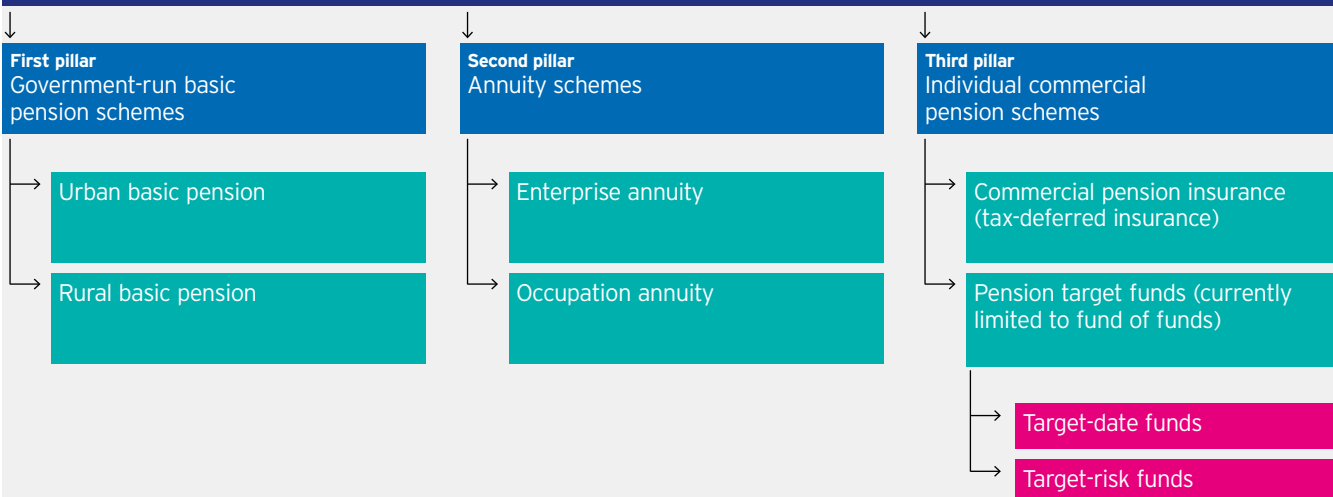 First pillar
Government-run basic
pension schemes
Urban basic pension
Rural basic pension
Second pillar
Annuity schemes
Enterprise annuity
Occupation annuity
Third pillar
Individual commercial
pension schemes
Commercial pension insurance
(tax-deferred insurance)
Pension target funds (currently
limited to fund of funds)
Target-date funds
Target-risk funds